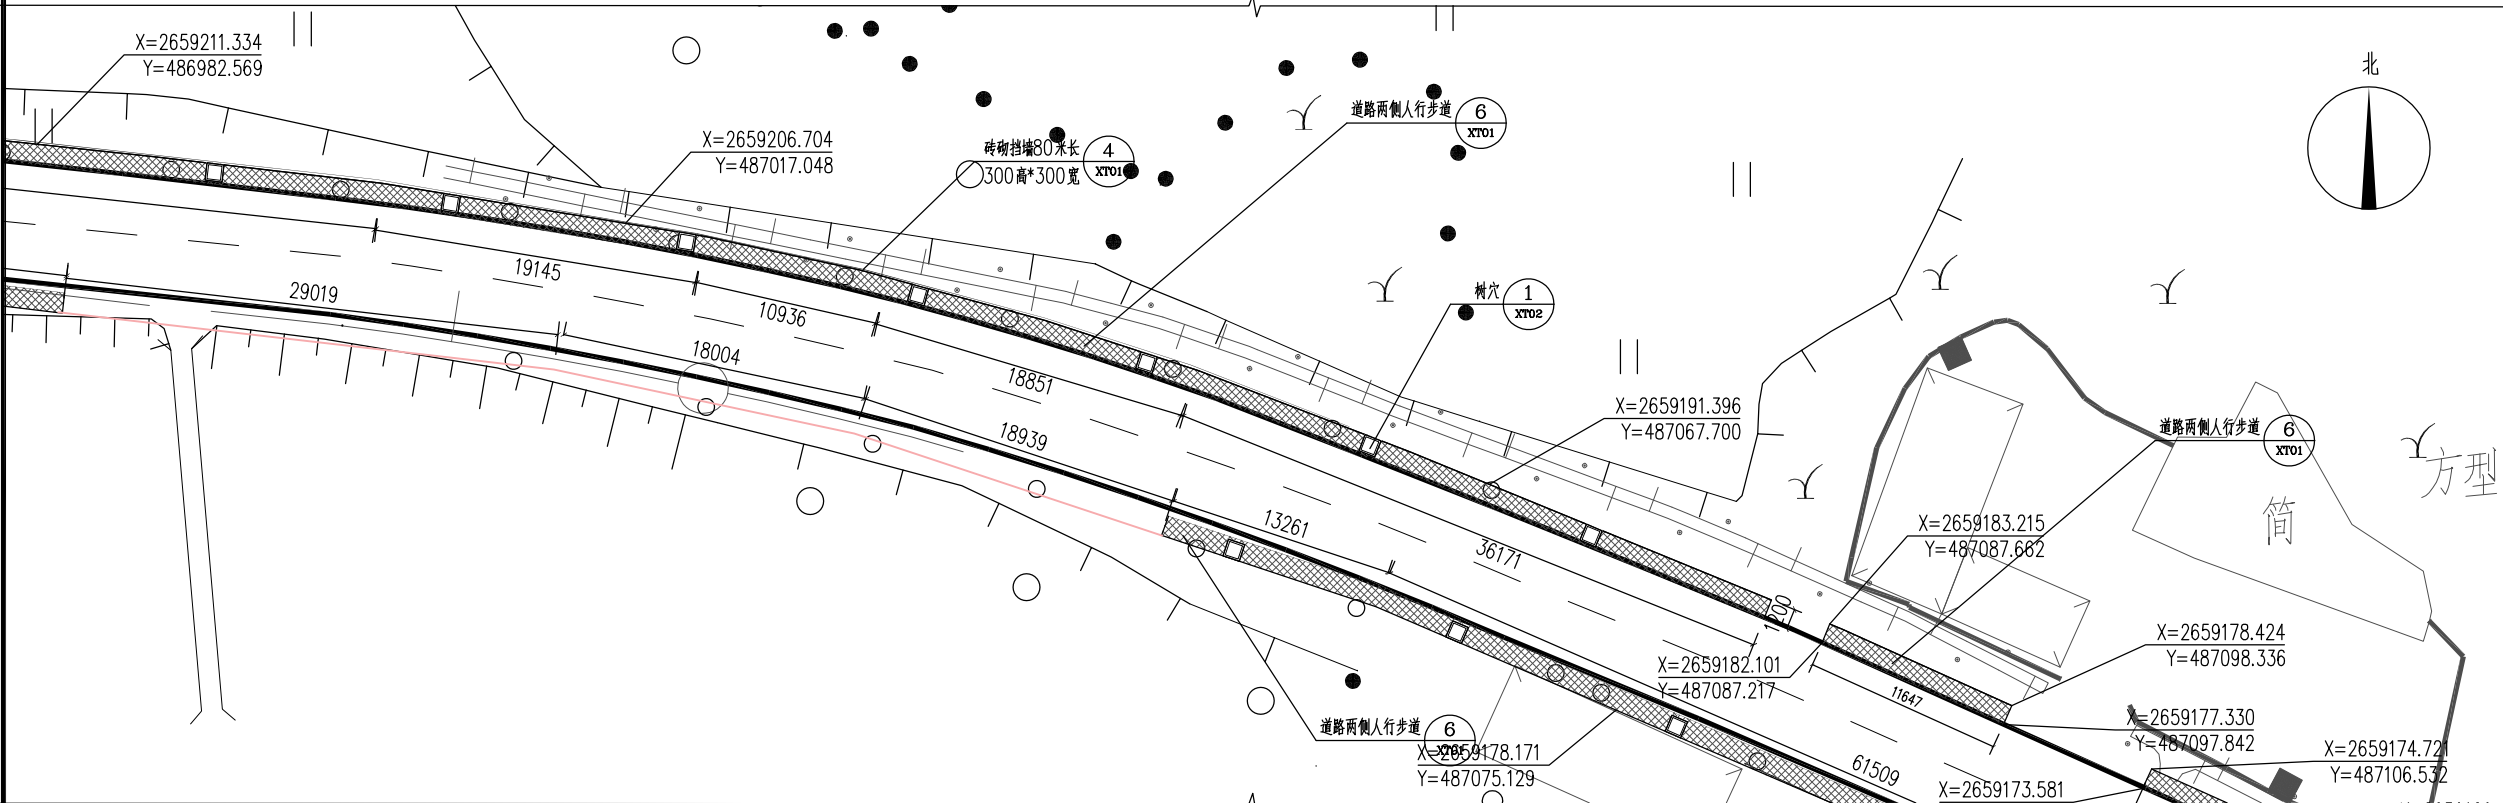 X=2659211.334
Y=486982.569
北
X=2659206.704
Y=487017.048
砖砌挡墙80米长
300高*300宽
4
XT01
道路两侧人行步道
6
XT01
19145
29019
10936
18004
18851
18939
树穴
1
XT02
X=2659191.396
Y=487067.700
道路两侧人行步道
6
XT01
方型
简
13261
36171
X=2659183.215
Y=487087.662
1200
X=2659182.101
Y=487087.217
X=2659178.424
Y=487098.336
11647
道路两侧人行步道
6
XT01
X=2659178.171
Y=487075.129
X=2659177.330
Y=487097.842
X=2659174.721
Y=487106.532
61509
X=2659173.581